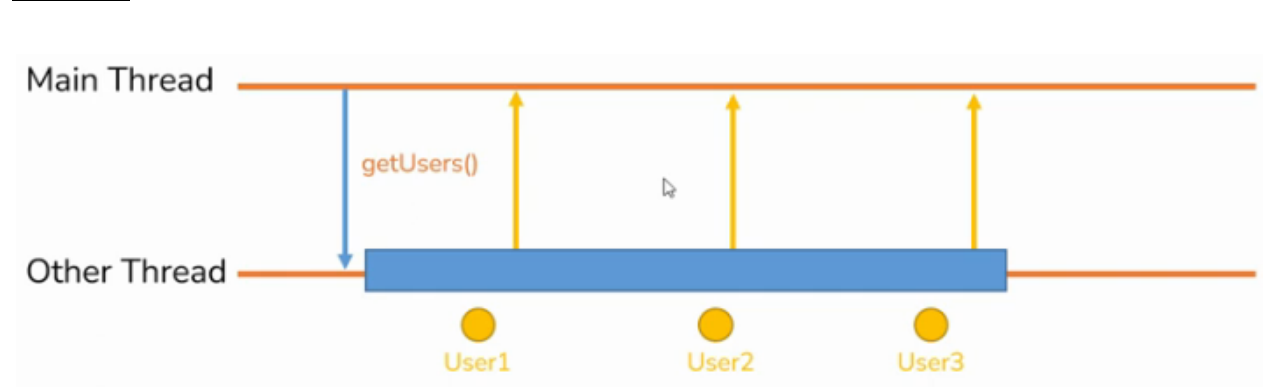 Main Thread
getUsers()
Other Thread
User1
User2
User3